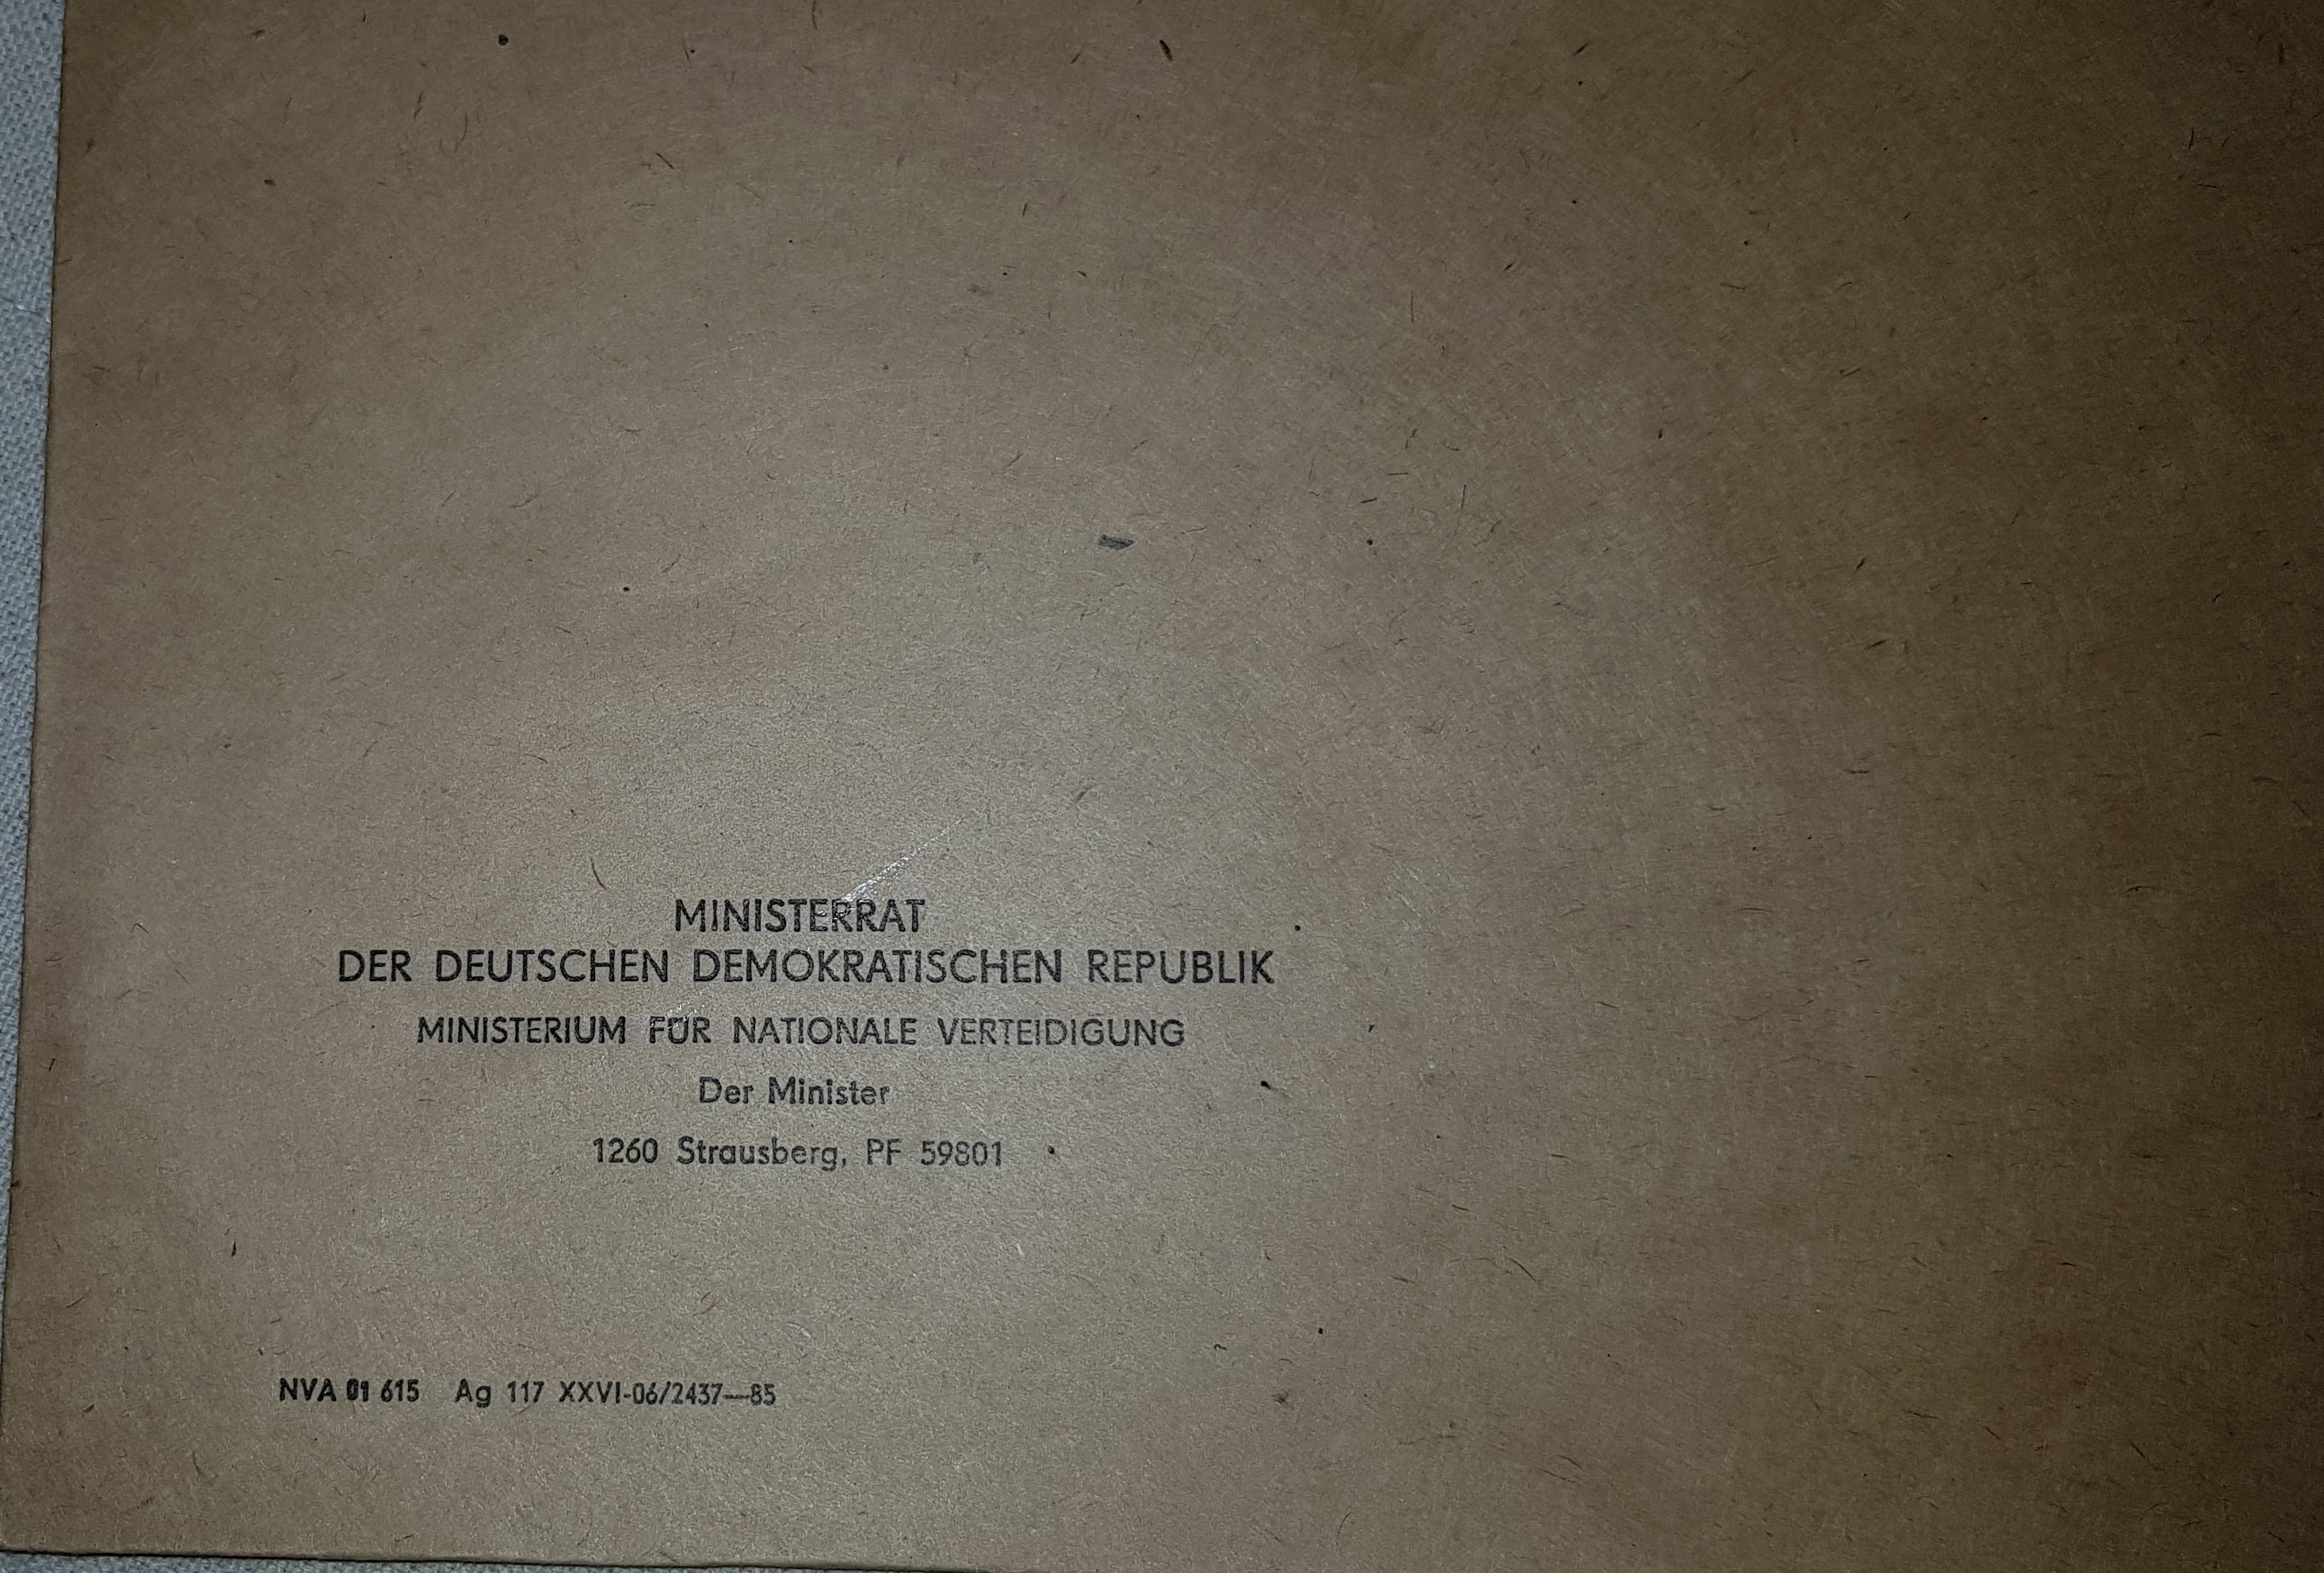 MINISTERRAT
DER DEUTSCHEN DEMOKRATISCHEN REPUBLIK
MINISTERIUM FÜR NATIONALE VERTEIDIGUNG
Der Minister
1260 Strausberg, PF 59801
NVA 01 615 Ag 117 XXVI-06/2437—85